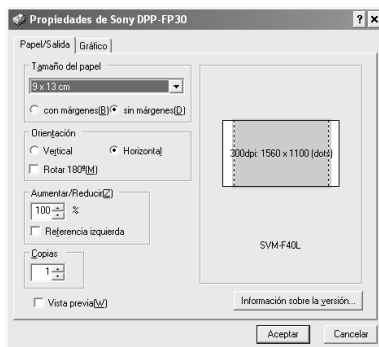 Propiedades de Sony DPP-FP30
Papel/Salida Gráfico
Tamaño del papel
9 x 13 cm
con márgenes(B) sin márgenes(D)
Orientación
Vertical Horizontal
Rotar 180º(M)
Aumentar/Reducir(Z)
100 %
Referencia izquierda
Copias
1
Vista previa(W)
300dpi: 1560 x 1100 (dots)
SVM-F40L
Información sobre la versión...
Aceptar Cancelar